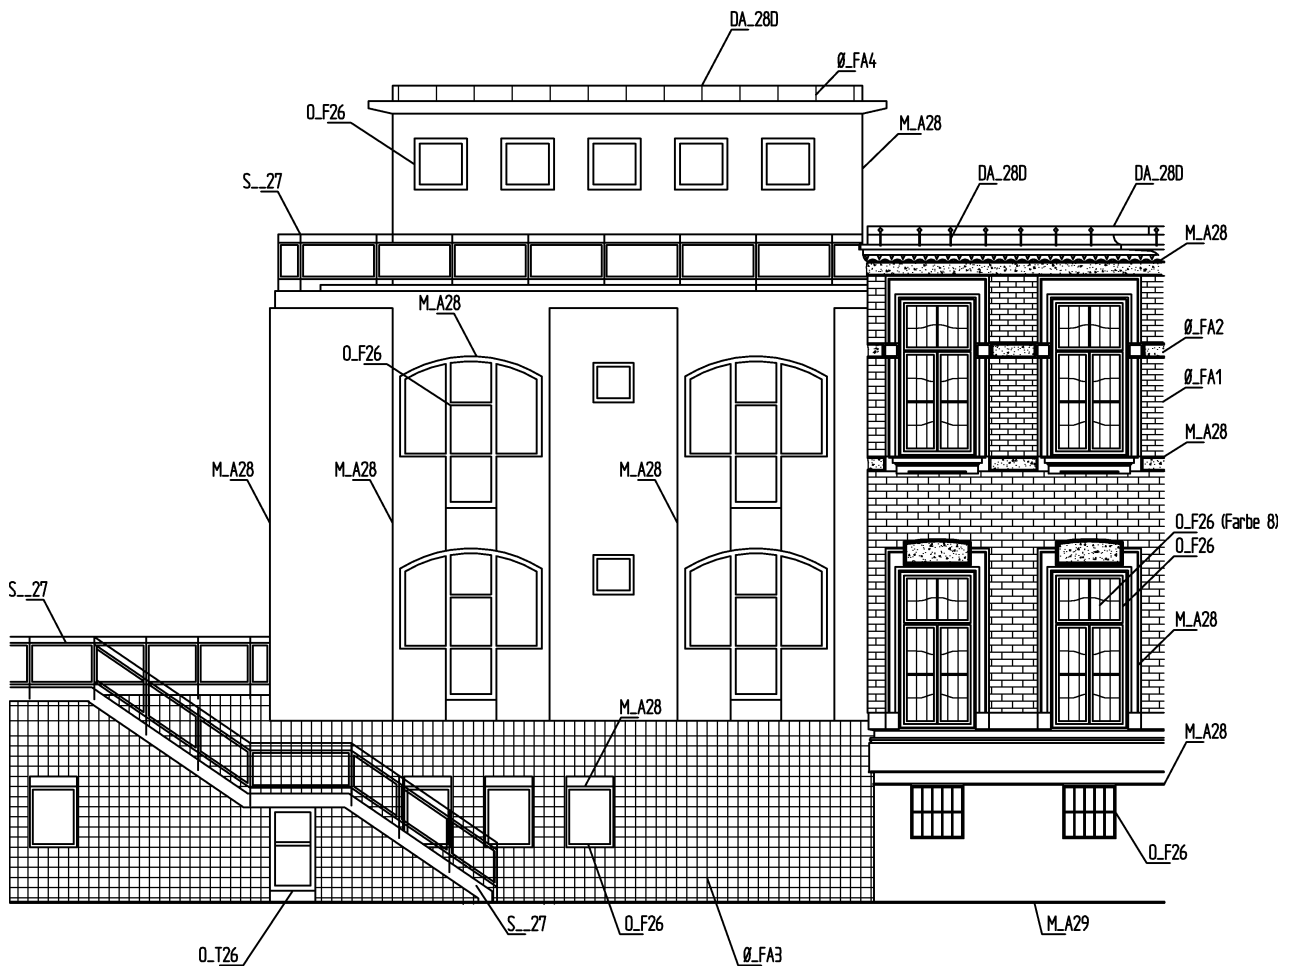 DA_28D
Ø_FA4
O_F26
M_A28
DA_28D
DA_28D
S__27
M_A28
M_A28
Ø_FA2
O_F26
Ø_FA1
M_A28
M_A28
M_A28
M_A28
O_F26 (Farbe 8)
O_F26
S__27
M_A28
M_A28
M_A28
O_F26
S__27
O_F26
M_A29
O_T26
Ø_FA3